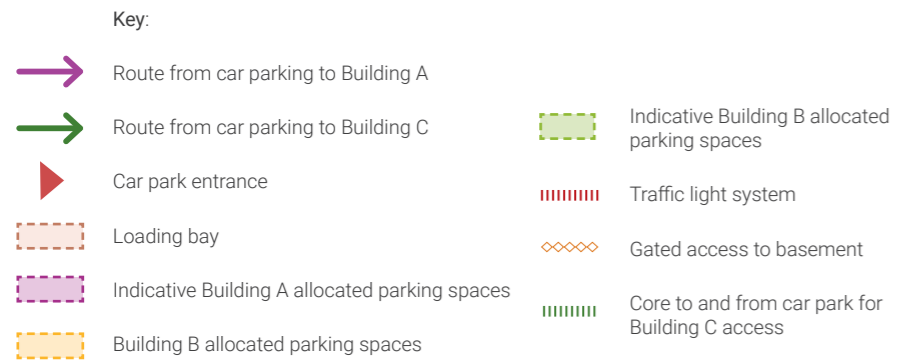 Key:
Route from car parking to Building A
Route from car parking to Building C
Car park entrance
Loading bay
Indicative Building A allocated parking spaces
Building B allocated parking spaces
Indicative Building B allocated
parking spaces
Traffic light system
Gated access to basement
Core to and from car park for
Building C access